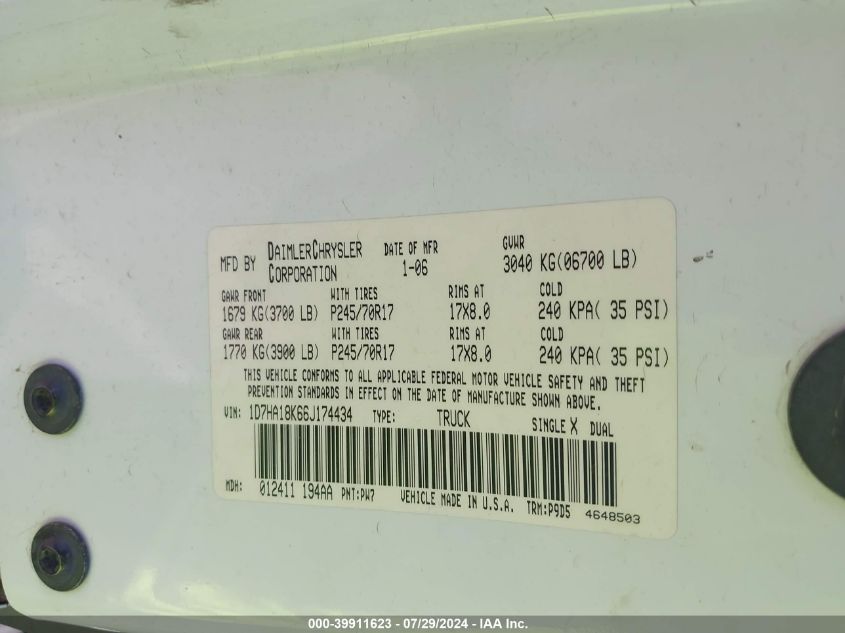 MFD BY DAIMLERCHRYSLER CORPORATION DATE OF MFR 1-06 GVWR 3040 KG(06700 LB)
GAWR FRONT WITH TIRES RIMS AT COLD
1679 KG(3700 LB) P245/70R17 17X8.0 240 KPA( 35 PSI)
GAWR REAR WITH TIRES RIMS AT COLD
1770 KG(3900 LB) P245/70R17 17X8.0 240 KPA( 35 PSI)
THIS VEHICLE CONFORMS TO ALL APPLICABLE FEDERAL MOTOR VEHICLE SAFETY AND THEFT
PREVENTION STANDARDS IN EFFECT ON THE DATE OF MANUFACTURE SHOWN ABOVE.
VIN: 1D7HA18K66J174434 TYPE: TRUCK SINGLE X DUAL
MDH: 012411 194AA PNT:PW7 VEHICLE MADE IN U.S.A. TRM:P9D5 4648503
000-39911623 / 07/29/2024 - IAA Inc.